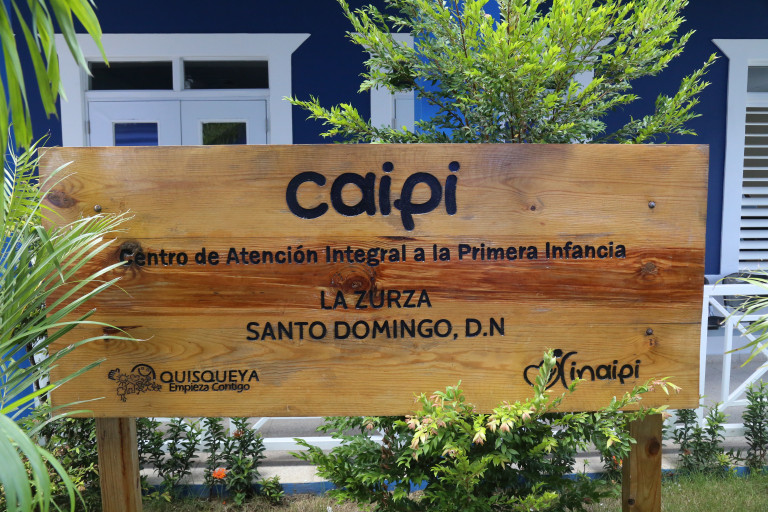 caipi
Centro de Atención Integral a la Primera Infancia
LA ZURZA
SANTO DOMINGO, D.N
QUISQUEYA
Empieza Contigo
inaipi